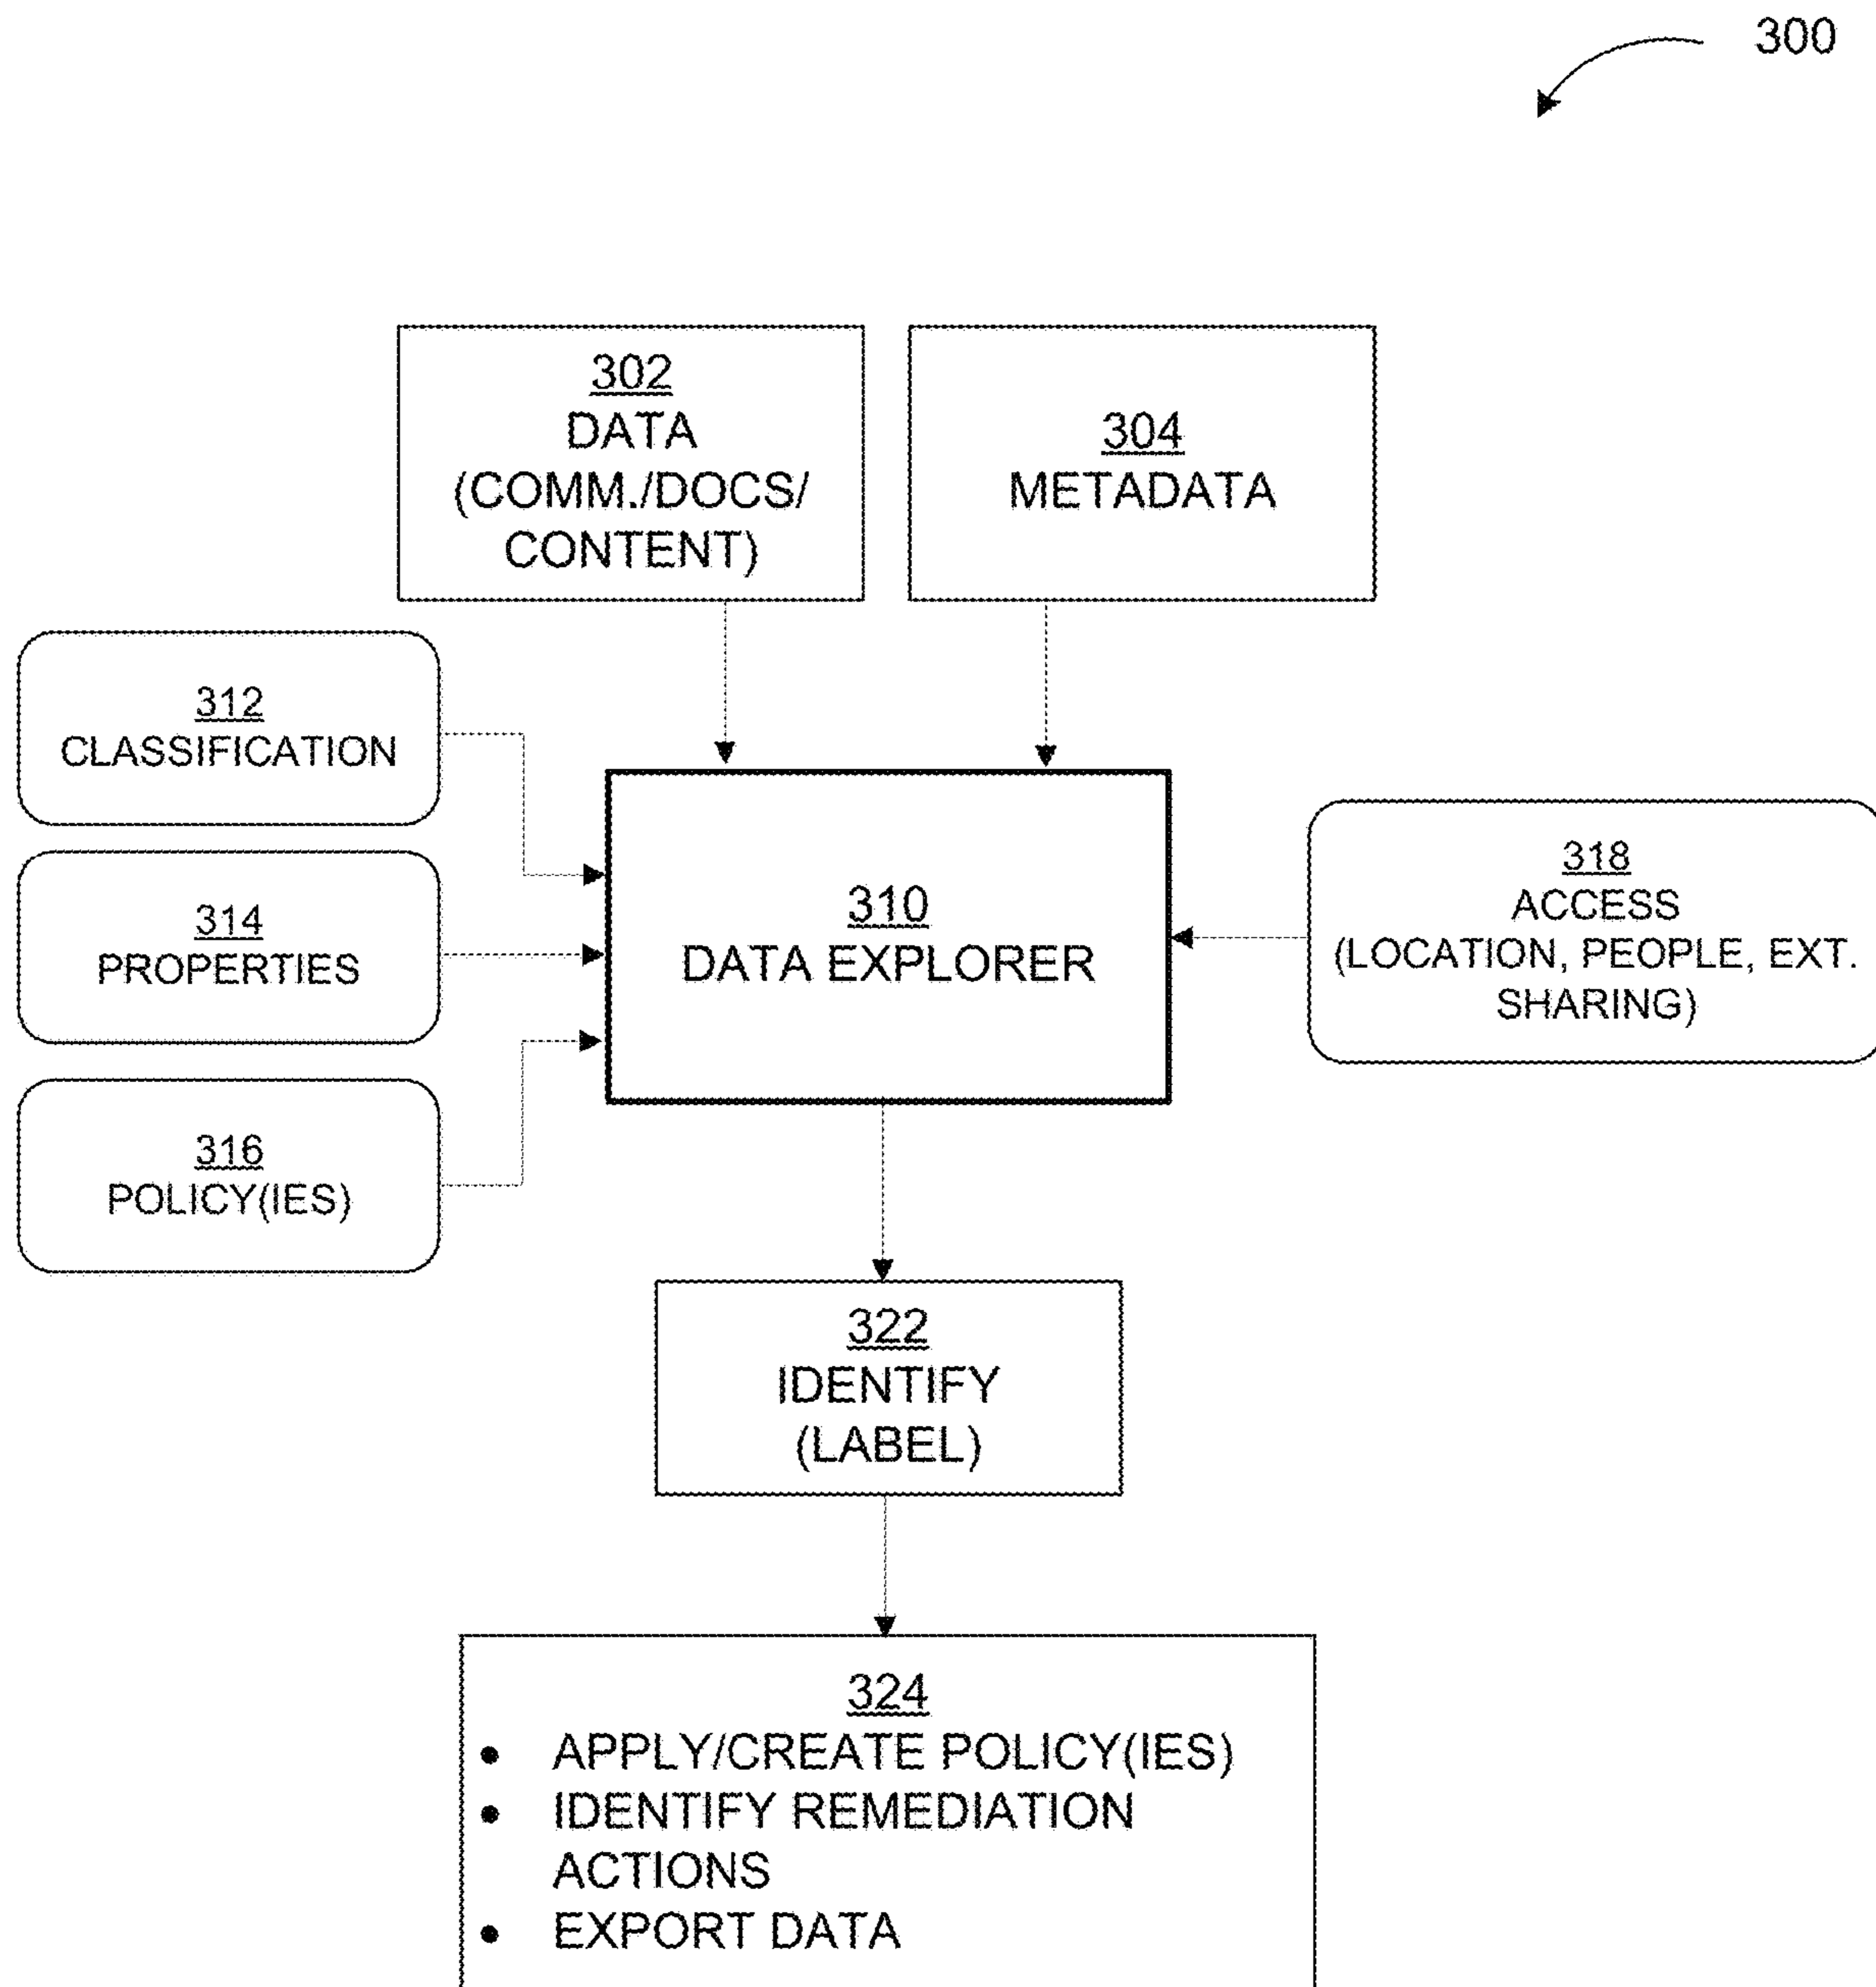 300
302
DATA
(COMM./DOCS/
CONTENT)
304
METADATA
312
CLASSIFICATION
314
PROPERTIES
316
POLICY(IES)
310
DATA EXPLORER
318
ACCESS
(LOCATION, PEOPLE, EXT.
SHARING)
322
IDENTIFY
(LABEL)
324
• APPLY/CREATE POLICY(IES)
• IDENTIFY REMEDIATION
ACTIONS
• EXPORT DATA